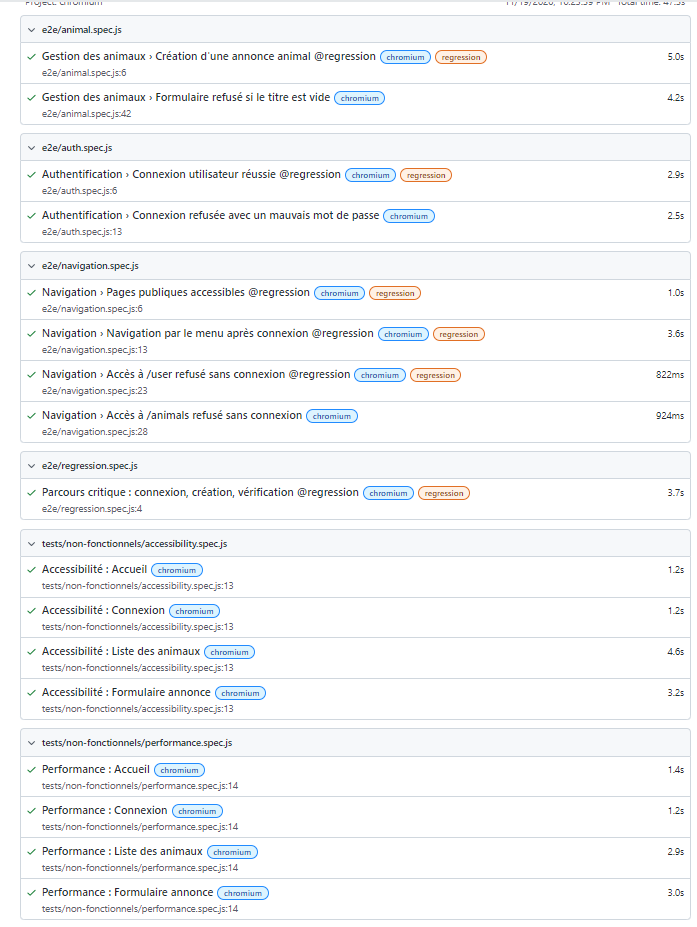 Project: chromium
e2e/animal.spec.js
Gestion des animaux › Création d'une annonce animal @regression chromium regression 5.0s
e2e/animal.spec.js:6
Gestion des animaux › Formulaire refusé si le titre est vide chromium 4.2s
e2e/animal.spec.js:42
e2e/auth.spec.js
Authentification › Connexion utilisateur réussie @regression chromium regression 2.9s
e2e/auth.spec.js:6
Authentification › Connexion refusée avec un mauvais mot de passe chromium 2.5s
e2e/auth.spec.js:13
e2e/navigation.spec.js
Navigation › Pages publiques accessibles @regression chromium regression 1.0s
e2e/navigation.spec.js:6
Navigation › Navigation par le menu après connexion @regression chromium regression 3.6s
e2e/navigation.spec.js:13
Navigation › Accès à /user refusé sans connexion @regression chromium regression 822ms
e2e/navigation.spec.js:23
Navigation › Accès à /animals refusé sans connexion chromium 924ms
e2e/navigation.spec.js:28
e2e/regression.spec.js
Parcours critique : connexion, création, vérification @regression chromium regression 3.7s
e2e/regression.spec.js:4
tests/non-fonctionnels/accessibility.spec.js
Accessibilité : Accueil chromium 1.2s
tests/non-fonctionnels/accessibility.spec.js:13
Accessibilité : Connexion chromium 1.2s
tests/non-fonctionnels/accessibility.spec.js:13
Accessibilité : Liste des animaux chromium 4.6s
tests/non-fonctionnels/accessibility.spec.js:13
Accessibilité : Formulaire annonce chromium 3.2s
tests/non-fonctionnels/accessibility.spec.js:13
tests/non-fonctionnels/performance.spec.js
Performance : Accueil chromium 1.4s
tests/non-fonctionnels/performance.spec.js:14
Performance : Connexion chromium 1.2s
tests/non-fonctionnels/performance.spec.js:14
Performance : Liste des animaux chromium 2.9s
tests/non-fonctionnels/performance.spec.js:14
Performance : Formulaire annonce chromium 3.0s
tests/non-fonctionnels/performance.spec.js:14